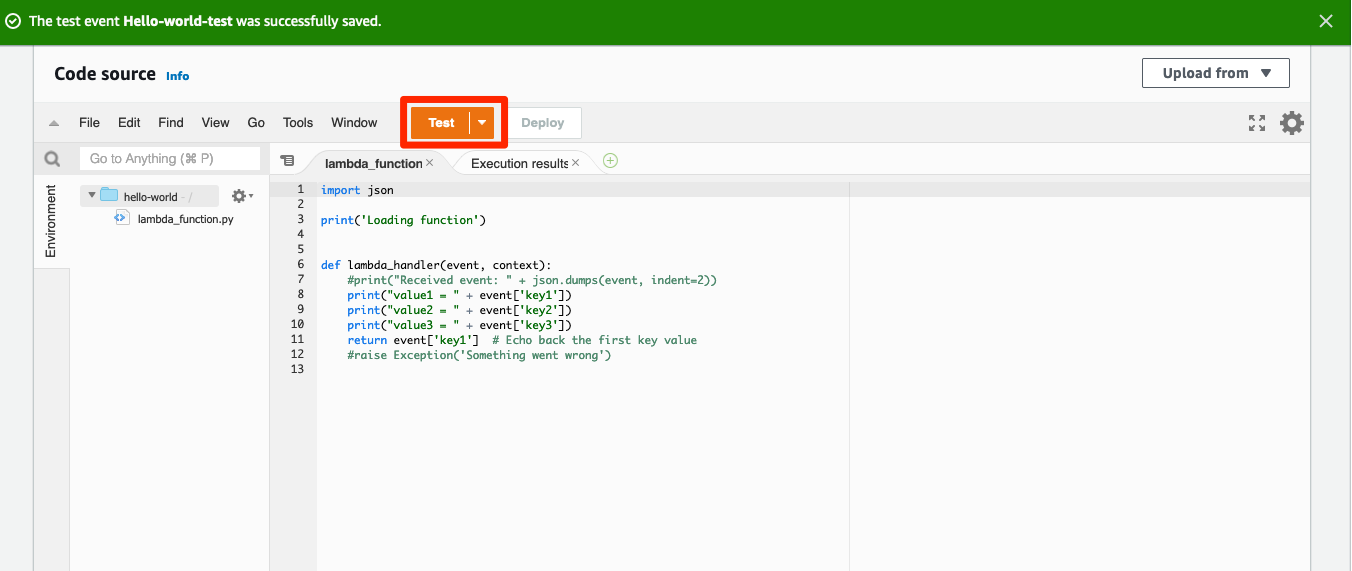 The test event Hello-world-test was successfully saved.
Code source Info
Upload from
File Edit Find View Go Tools Window Test Deploy
Go to Anything (⌘ P)
lambda_function
Execution results
Environment
hello-world - /
lambda_function.py
1 import json
2
3 print('Loading function')
4
5
6 def lambda_handler(event, context):
7 #print("Received event: " + json.dumps(event, indent=2))
8 print("value1 = " + event['key1'])
9 print("value2 = " + event['key2'])
10 print("value3 = " + event['key3'])
11 return event['key1']  # Echo back the first key value
12 #raise Exception('Something went wrong')
13